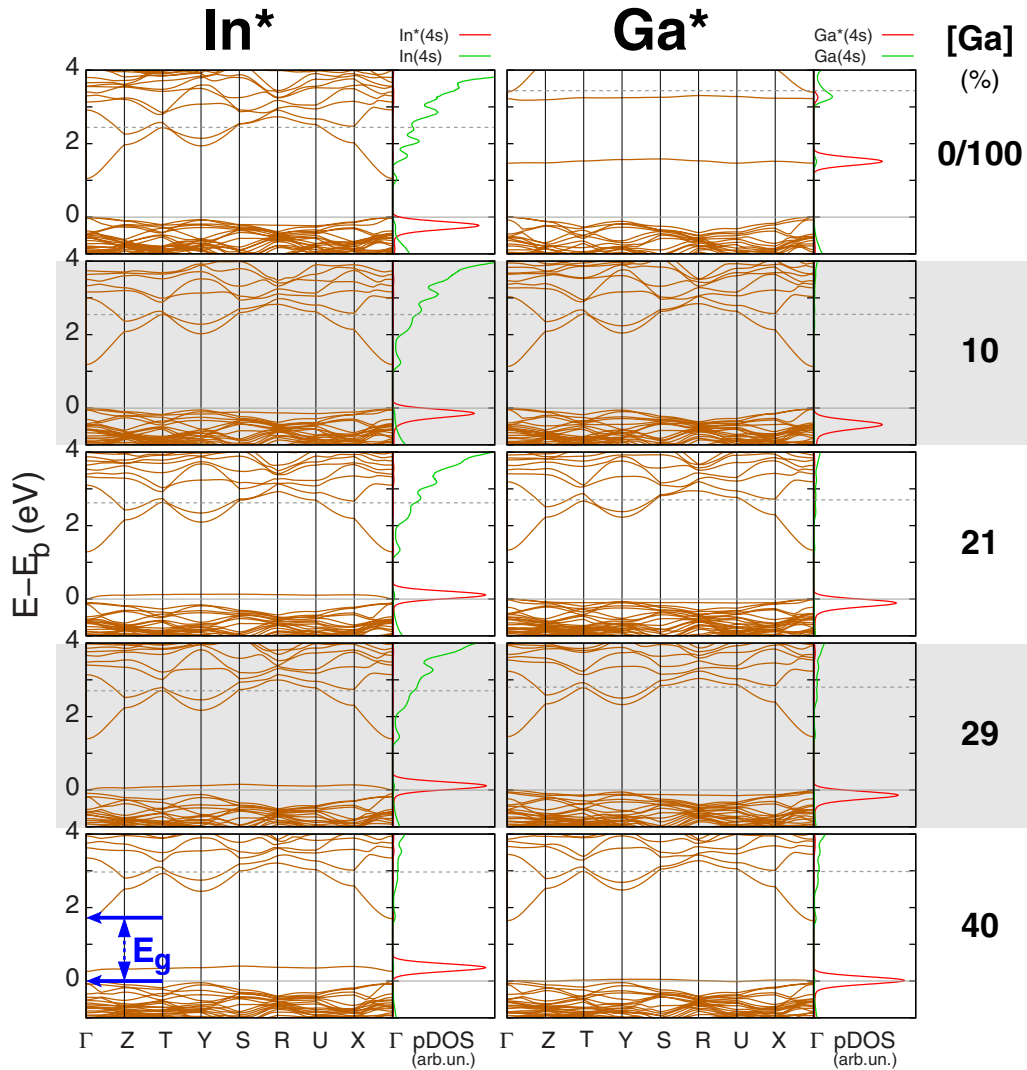 In* Ga* [Ga]
In*(4s) Ga*(4s) (%)
In(4s) Ga(4s)
4 2 0 0/100
4 2 0 10
4 2 0 21
4 2 0 29
4 2 0 40
E−E_b (eV)
E_g
Γ Z T Y S R U X Γ pDOS Γ Z T Y S R U X Γ pDOS
(arb.un.) (arb.un.)